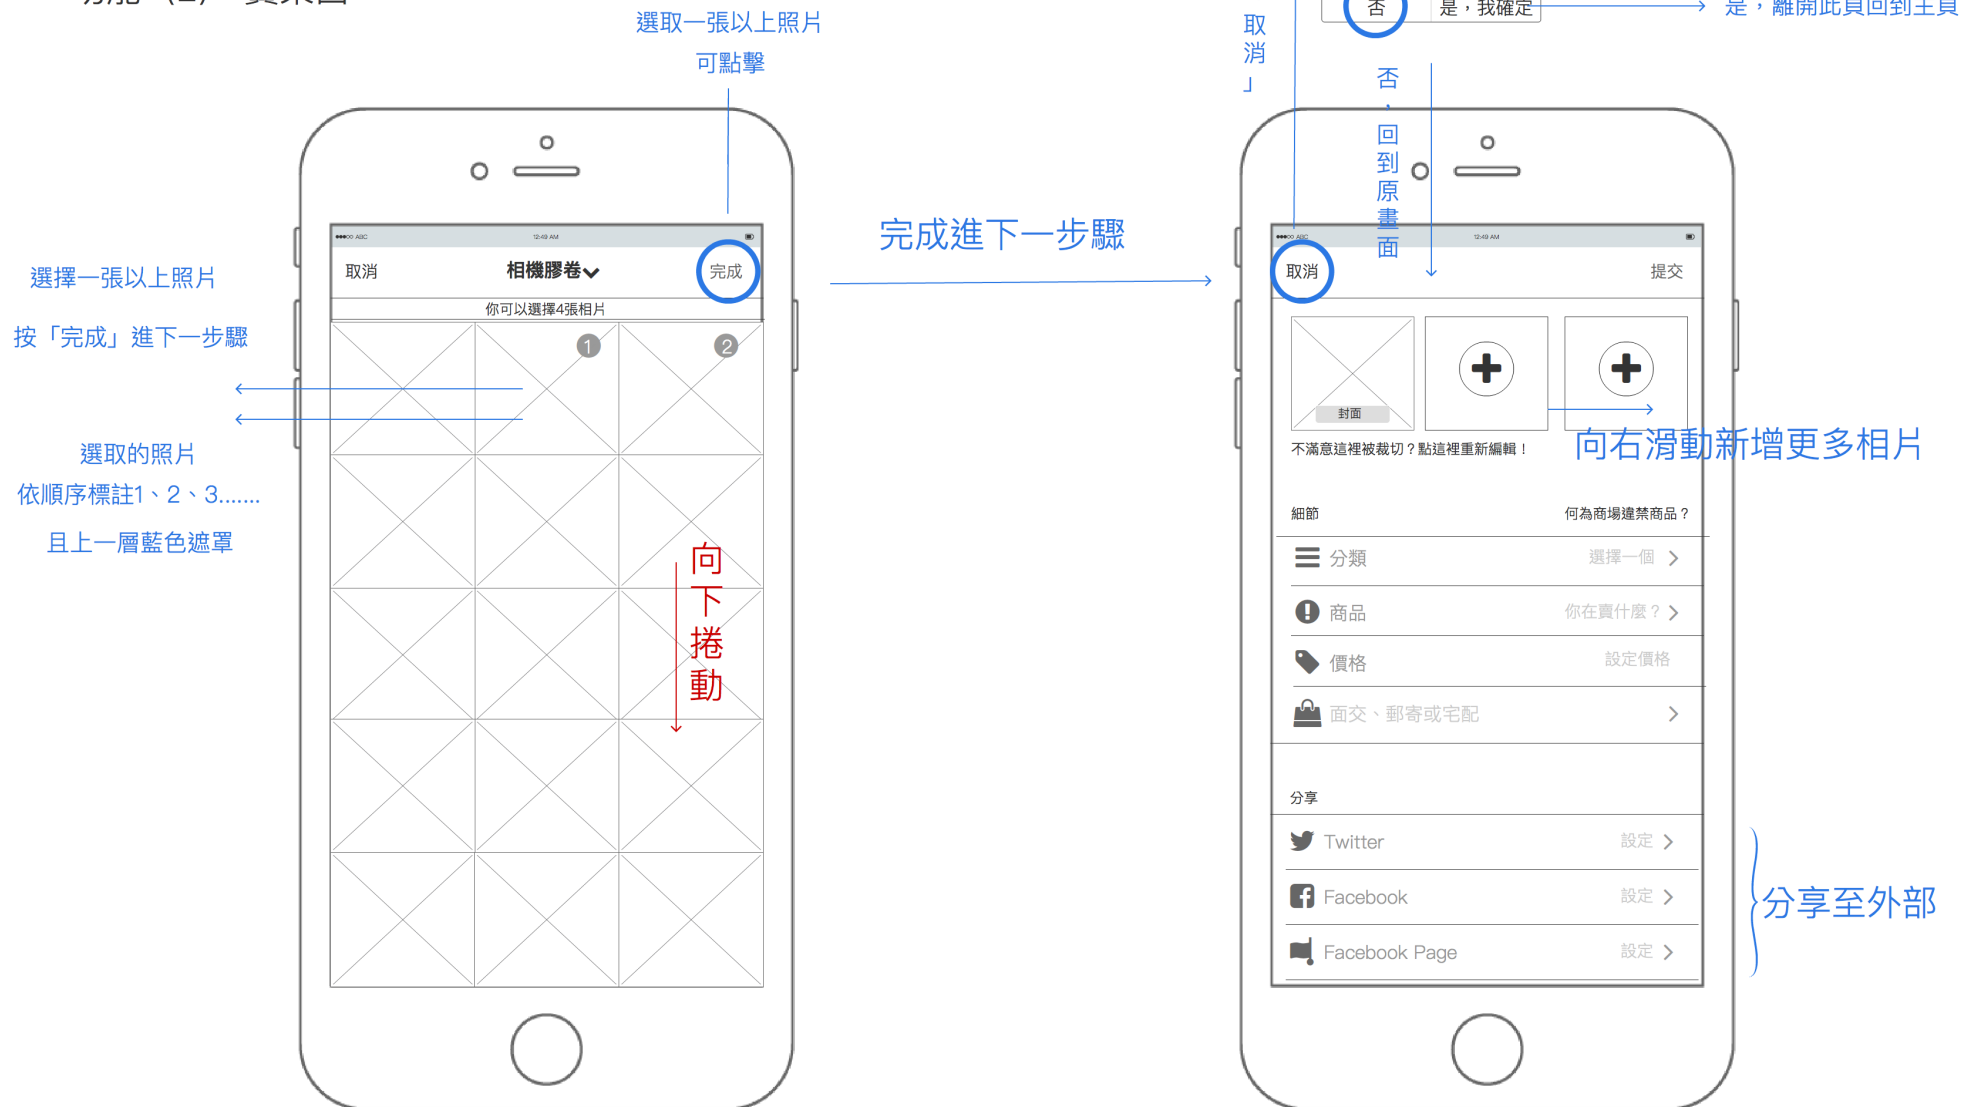 選取一張以上照片
可點擊
ABC
12:49 AM
取消
相機膠卷
完成
你可以選擇4張相片
1
2
向下捲動
選擇一張以上照片
按「完成」進下一步驟
選取的照片
依順序標註1、2、3.......
且上一層藍色遮罩
完成進下一步驟
否
是，我確定
是，離開此頁回到主頁
取消」
否，回到原畫面
ABC
12:49 AM
取消
提交
封面
不滿意這裡被裁切？點這裡重新編輯！
向右滑動新增更多相片
細節
何為商場違禁商品？
分類
選擇一個
商品
你在賣什麼？
價格
設定價格
面交、郵寄或宅配
分享
Twitter
設定
Facebook
設定
Facebook Page
設定
分享至外部